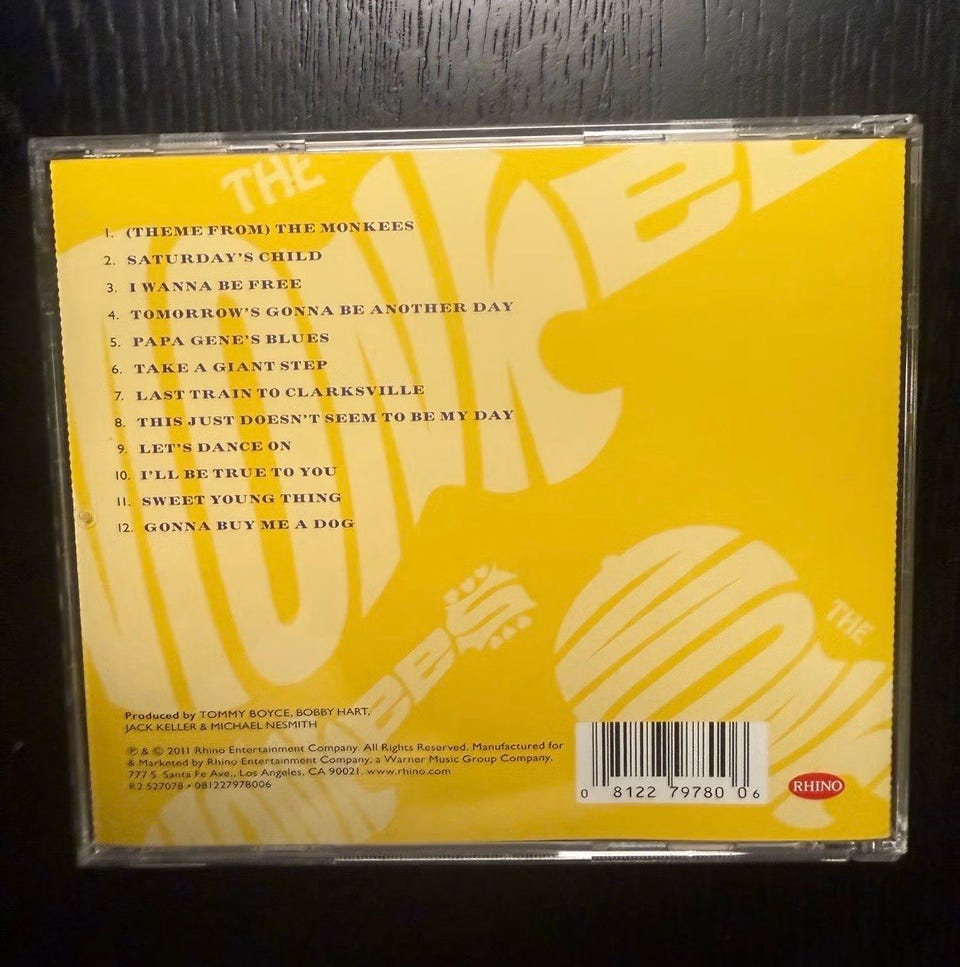 THE
MONKEES
1. (THEME FROM) THE MONKEES
2. SATURDAY'S CHILD
3. I WANNA BE FREE
4. TOMORROW'S GONNA BE ANOTHER DAY
5. PAPA GENE'S BLUES
6. TAKE A GIANT STEP
7. LAST TRAIN TO CLARKSVILLE
8. THIS JUST DOESN'T SEEM TO BE MY DAY
9. LET'S DANCE ON
10. I'LL BE TRUE TO YOU
11. SWEET YOUNG THING
12. GONNA BUY ME A DOG
MONKEES
THE
MONK
Produced by TOMMY BOYCE, BOBBY HART,
JACK KELLER & MICHAEL NESMITH
℗ & © 2011 Rhino Entertainment Company. All Rights Reserved. Manufactured for
& Marketed by Rhino Entertainment Company, a Warner Music Group Company,
777 S. Santa Fe Ave., Los Angeles, CA 90021. www.rhino.com
R2 527078 • 081227978006
0 8122 79780 0 6
RHINO